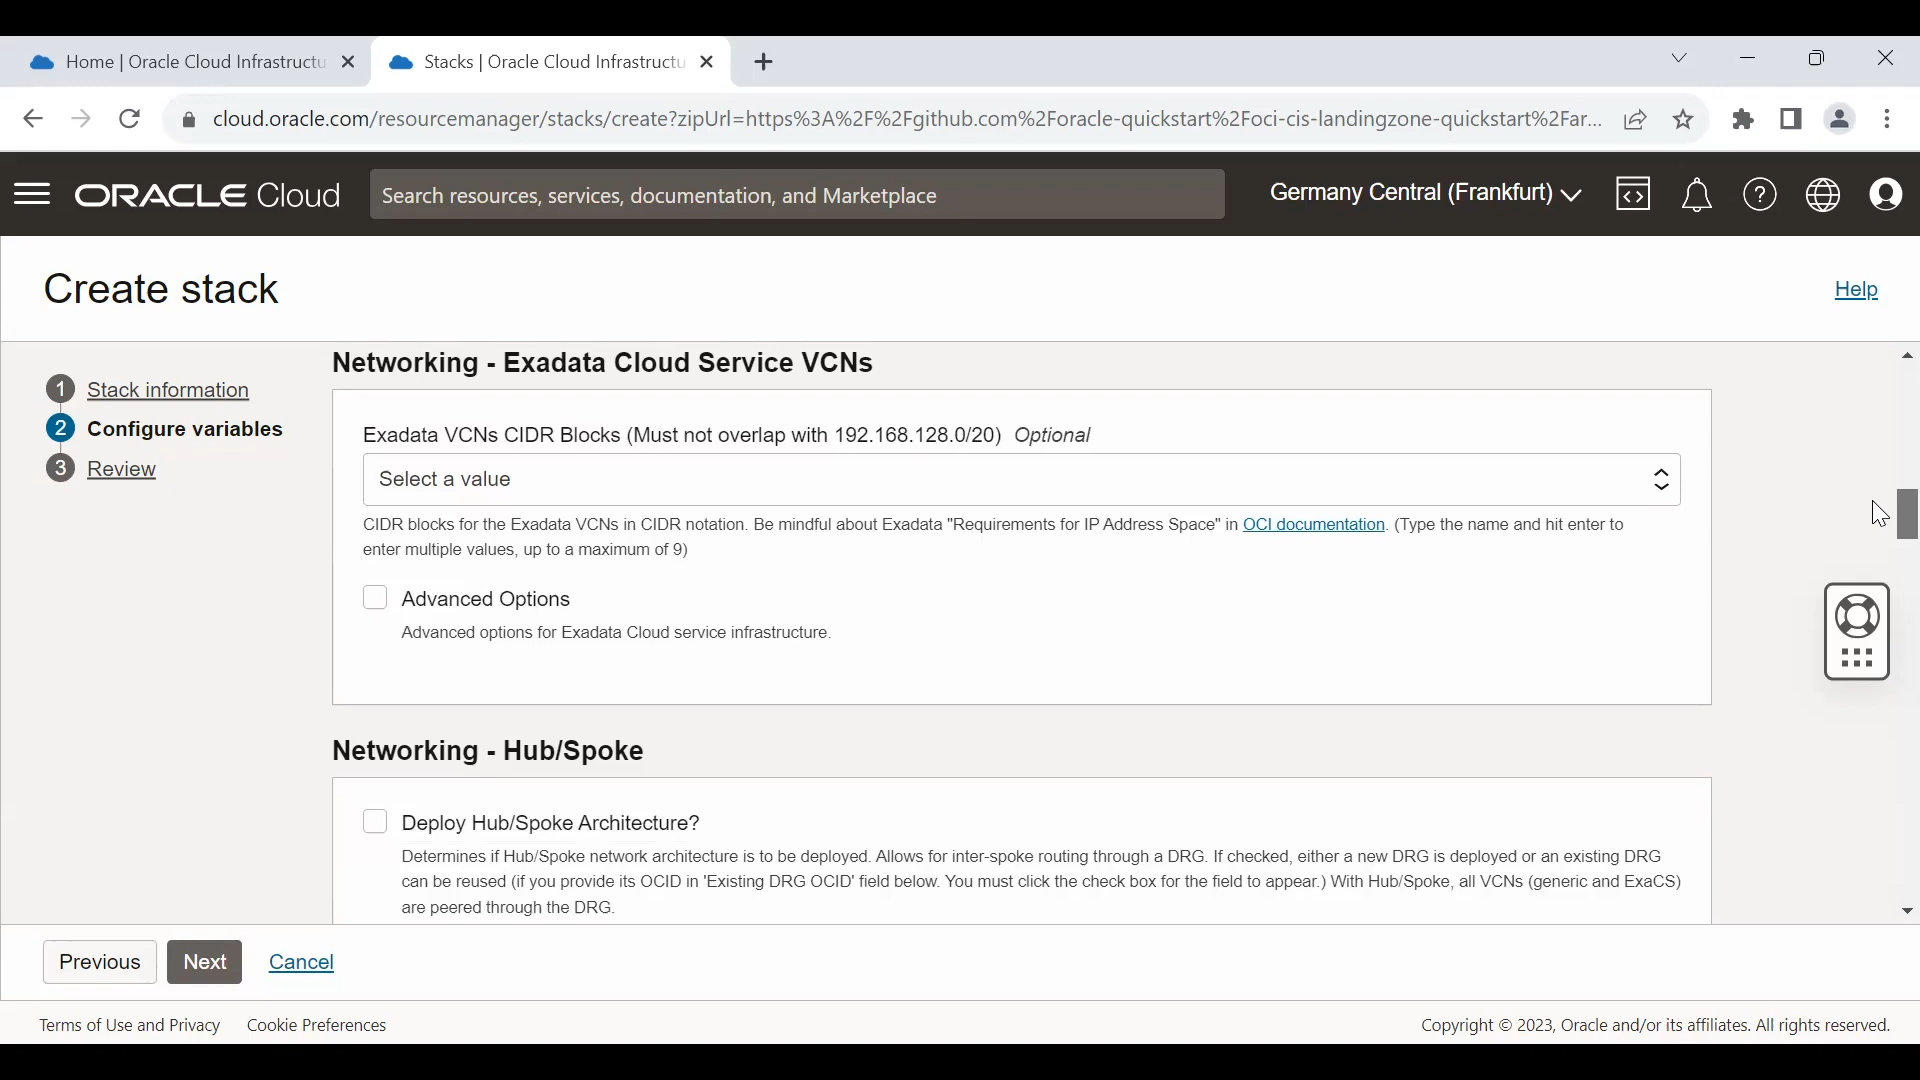 Home | Oracle Cloud Infrastructu
Stacks | Oracle Cloud Infrastructu
cloud.oracle.com/resourcemanager/stacks/create?zipUrl=https%3A%2F%2Fgithub.com%2Foracle-quickstart%2Foci-cis-landingzone-quickstart%2Far...
ORACLE Cloud
Search resources, services, documentation, and Marketplace
Germany Central (Frankfurt)
Create stack
Help
1 Stack information
2 Configure variables
3 Review
Networking - Exadata Cloud Service VCNs
Exadata VCNs CIDR Blocks (Must not overlap with 192.168.128.0/20) Optional
Select a value
CIDR blocks for the Exadata VCNs in CIDR notation. Be mindful about Exadata "Requirements for IP Address Space" in OCI documentation. (Type the name and hit enter to
enter multiple values, up to a maximum of 9)
Advanced Options
Advanced options for Exadata Cloud service infrastructure.
Networking - Hub/Spoke
Deploy Hub/Spoke Architecture?
Determines if Hub/Spoke network architecture is to be deployed. Allows for inter-spoke routing through a DRG. If checked, either a new DRG is deployed or an existing DRG
can be reused (if you provide its OCID in 'Existing DRG OCID' field below. You must click the check box for the field to appear.) With Hub/Spoke, all VCNs (generic and ExaCS)
are peered through the DRG.
Previous
Next
Cancel
Terms of Use and Privacy
Cookie Preferences
Copyright © 2023, Oracle and/or its affiliates. All rights reserved.